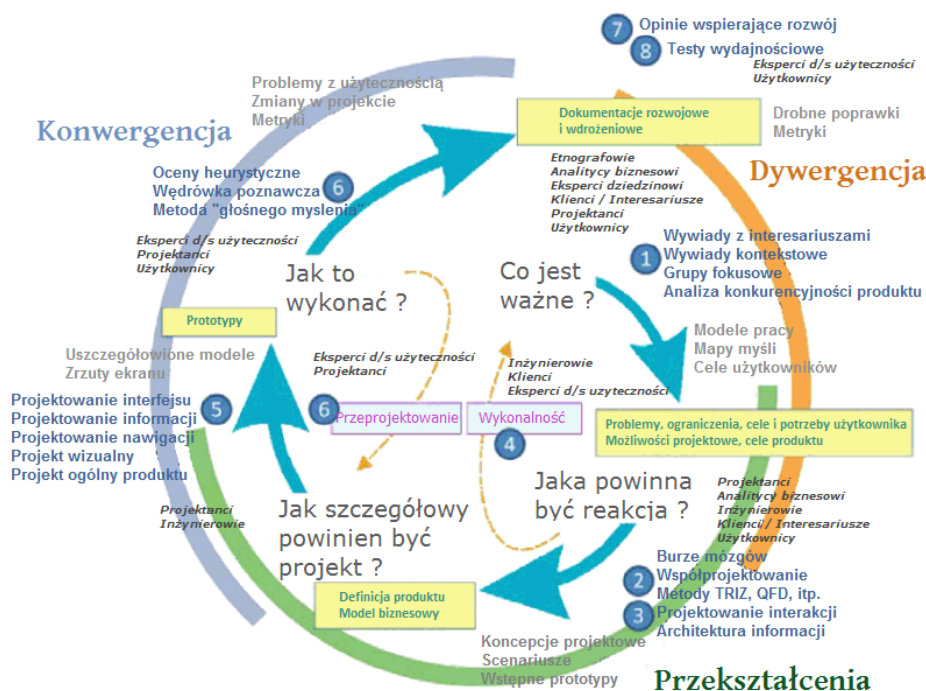 7
Opinie wspierające rozwój
8
Testy wydajnościowe
Eksperci d/s użyteczności
Użytkownicy
Problemy z użytecznością
Zmiany w projekcie
Metryki
Konwergencja
Dokumentacje rozwojowe
i wdrożeniowe
Drobne poprawki
Metryki
Dywergencja
Oceny heurystyczne
Wędrówka poznawcza
Metoda "głośnego myslenia"
6
Etnografowie
Analitycy biznesowi
Eksperci dziedzinowi
Klienci / Interesariusze
Projektanci
Użytkownicy
Eksperci d/s użyteczności
Projektanci
Użytkownicy
1
Wywiady z interesariuszami
Wywiady kontekstowe
Grupy fokusowe
Analiza konkurencyjności produktu
Jak to
wykonać ?
Co jest
ważne ?
Prototypy
Modele pracy
Mapy myśli
Cele użytkowników
Uszczegółowione modele
Zrzuty ekranu
Eksperci d/s użyteczności
Projektanci
Inżynierowie
Klienci
Eksperci d/s uzyteczności
Projektowanie interfejsu
Projektowanie informacji
Projektowanie nawigacji
Projekt wizualny
Projekt ogólny produktu
5
6
Przeprojektowanie
Wykonalność
4
Problemy, ograniczenia, cele i potrzeby użytkownika
Możliwości projektowe, cele produktu
Projektanci
Inżynierowie
Jak szczegółowy
powinien być
projekt ?
Jaka powinna
być reakcja ?
Projektanci
Analitycy biznesowi
Inżynierowie
Klienci / Interesariusze
Użytkownicy
Definicja produktu
Model biznesowy
2
Burze mózgów
Współprojektowanie
Metody TRIZ, QFD, itp.
3
Projektowanie interakcji
Architektura informacji
Koncepcje projektowe
Scenariusze
Wstępne prototypy
Przekształcenia